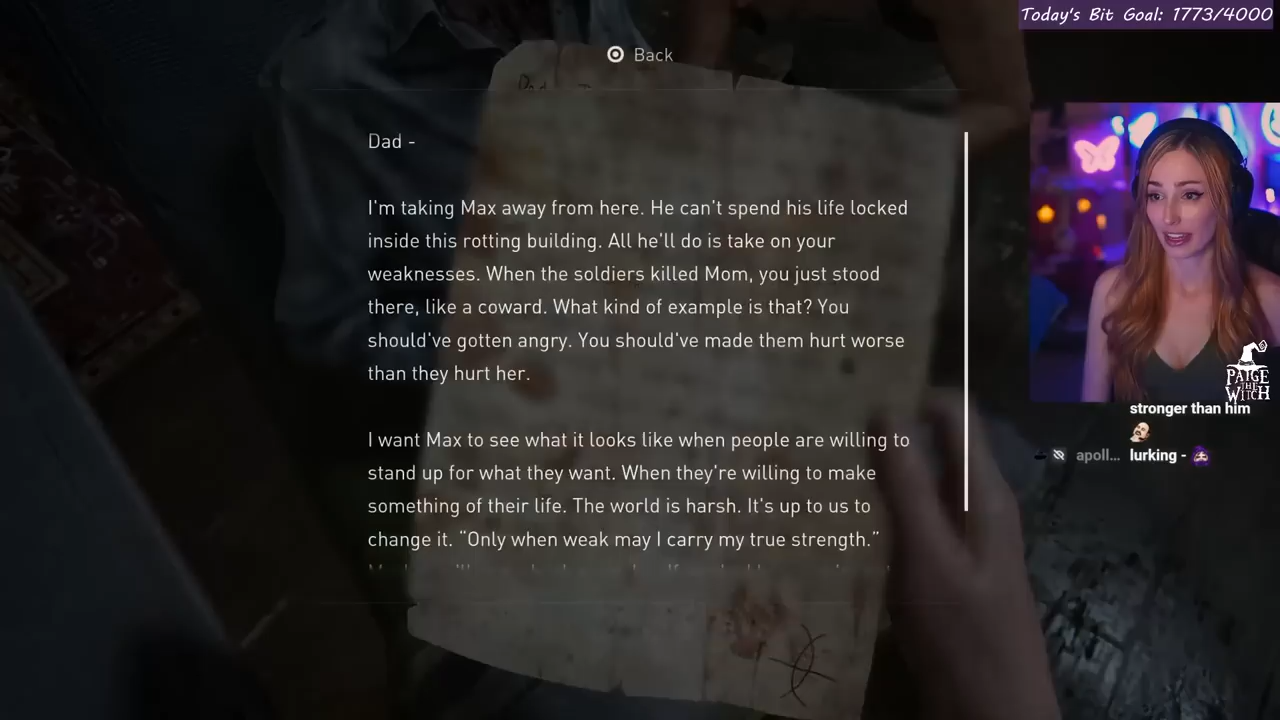 Today's Bit Goal: 1773/4000
Back
Dad -
I'm taking Max away from here. He can't spend his life locked
inside this rotting building. All he'll do is take on your
weaknesses. When the soldiers killed Mom, you just stood
there, like a coward. What kind of example is that? You
should've gotten angry. You should've made them hurt worse
than they hurt her.
I want Max to see what it looks like when people are willing to
stand up for what they want. When they're willing to make
something of their life. The world is harsh. It's up to us to
change it. “Only when weak may I carry my true strength.”
PAIGE
THE
WITCH
stronger than him
apoll... lurking -